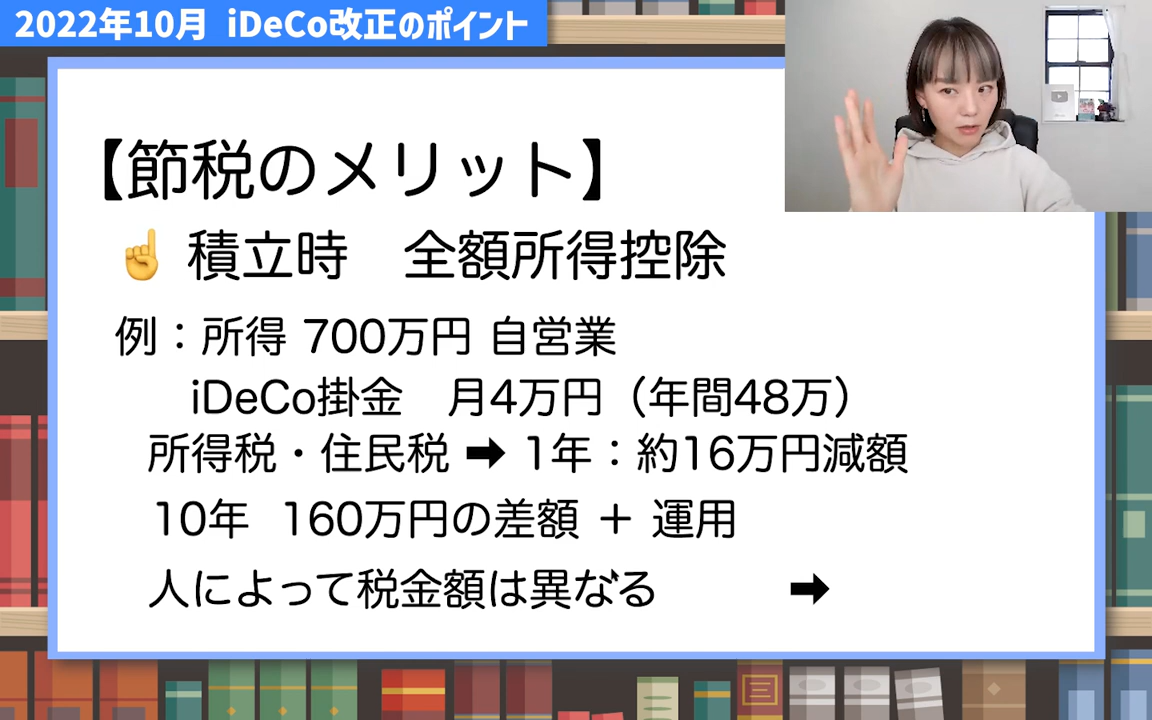 2022年10月 iDeCo改正のポイント
【節税のメリット】
☝積立時　全額所得控除
例：所得 700万円 自営業
iDeCo掛金　月4万円（年間48万）
所得税・住民税 ➡ 1年：約16万円減額
10年 160万円の差額 ＋ 運用
人によって税金額は異なる ➡